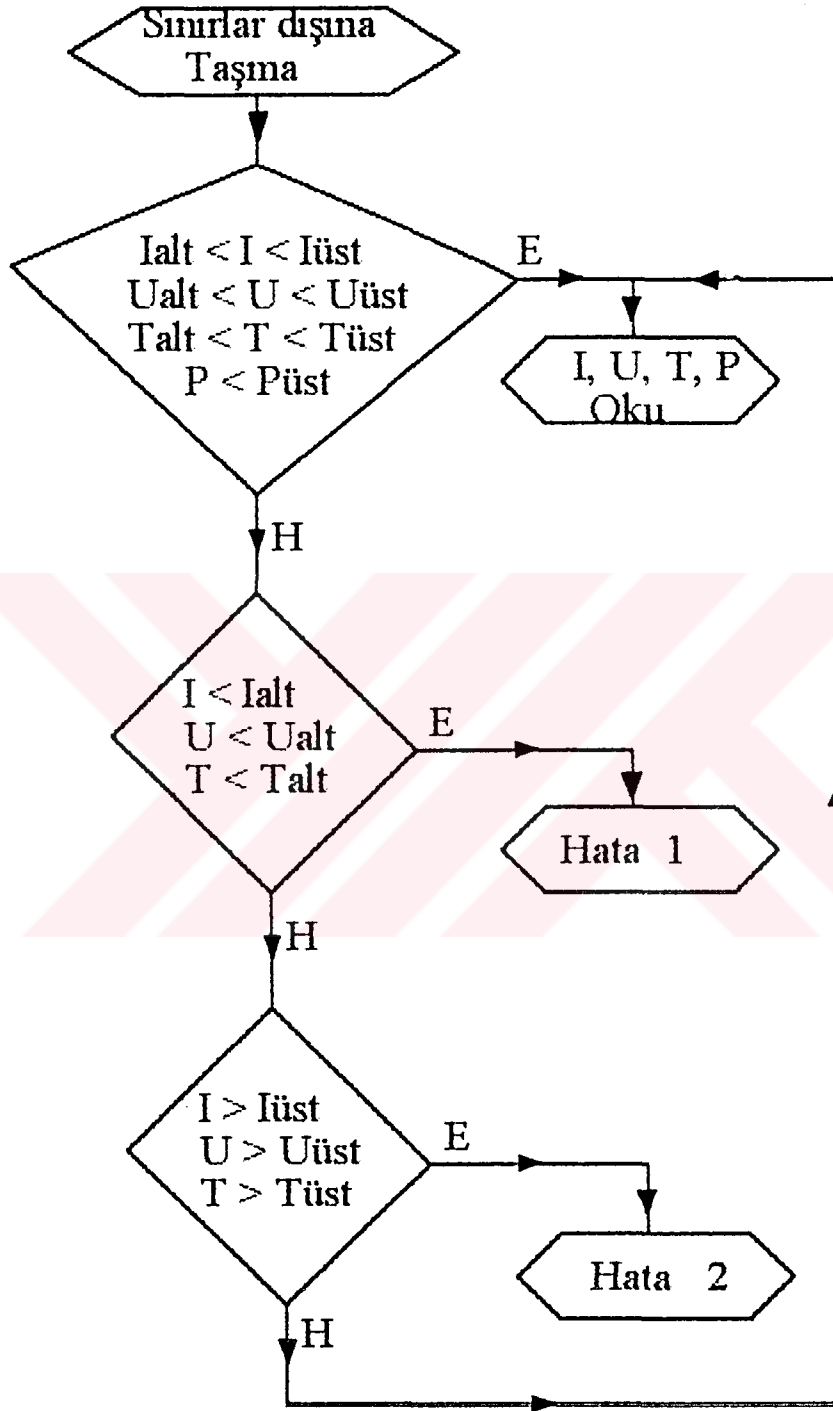 Sınırlar dışına
Taşıma
Ialt < I < Iüst
Ualt < U < Uüst
Talt < T < Tüst
P < Püst
E
I, U, T, P
Oku
H
I < Ialt
U < Ualt
T < Talt
E
Hata 1
H
I > Iüst
U > Uüst
T > Tüst
E
Hata 2
H